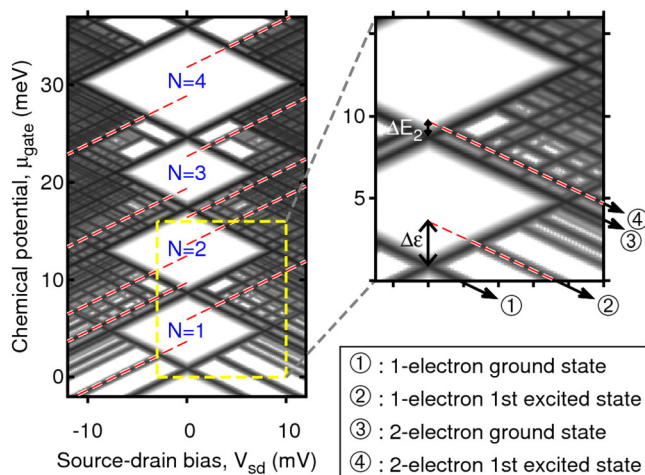 Chemical potential, μgate (meV)
30
20
10
0
N=4
N=3
N=2
N=1
-10 0 10
Source-drain bias, Vsd (mV)
10
5
ΔE2
Δε
④
③
① ②
① : 1-electron ground state
② : 1-electron 1st excited state
③ : 2-electron ground state
④ : 2-electron 1st excited state